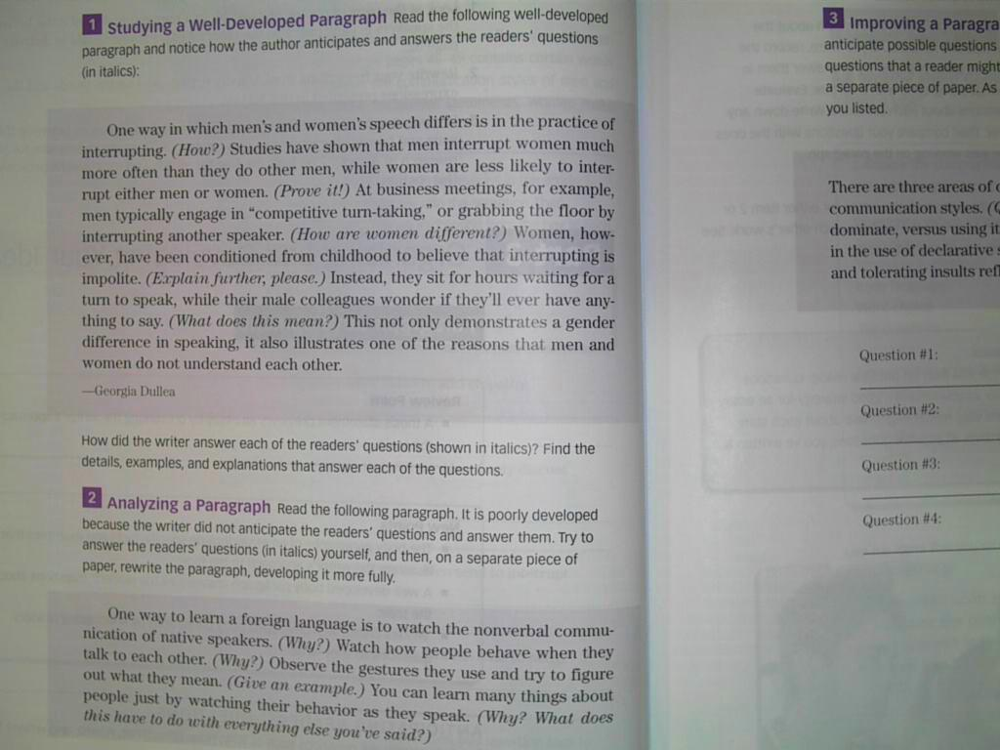 1 Studying a Well-Developed Paragraph Read the following well-developed
paragraph and notice how the author anticipates and answers the readers' questions
(in italics):
One way in which men's and women's speech differs is in the practice of
interrupting. (How?) Studies have shown that men interrupt women much
more often than they do other men, while women are less likely to inter-
rupt either men or women. (Prove it!) At business meetings, for example,
men typically engage in “competitive turn-taking,” or grabbing the floor by
interrupting another speaker. (How are women different?) Women, how-
ever, have been conditioned from childhood to believe that interrupting is
impolite. (Explain further, please.) Instead, they sit for hours waiting for a
turn to speak, while their male colleagues wonder if they'll ever have any-
thing to say. (What does this mean?) This not only demonstrates a gender
difference in speaking, it also illustrates one of the reasons that men and
women do not understand each other.
—Georgia Dullea
How did the writer answer each of the readers' questions (shown in italics)? Find the
details, examples, and explanations that answer each of the questions.
2 Analyzing a Paragraph Read the following paragraph. It is poorly developed
because the writer did not anticipate the readers' questions and answer them. Try to
answer the readers' questions (in italics) yourself, and then, on a separate piece of
paper, rewrite the paragraph, developing it more fully.
One way to learn a foreign language is to watch the nonverbal commu-
nication of native speakers. (Why?) Watch how people behave when they
talk to each other. (Why?) Observe the gestures they use and try to figure
out what they mean. (Give an example.) You can learn many things about
people just by watching their behavior as they speak. (Why? What does
this have to do with everything else you've said?)
3 Improving a Paragra
anticipate possible questions
questions that a reader might
a separate piece of paper. As
you listed.
There are three areas of
communication styles.
dominate, versus using it
in the use of declarative
and tolerating insults
Question #1:
Question #2:
Question #3:
Question #4: